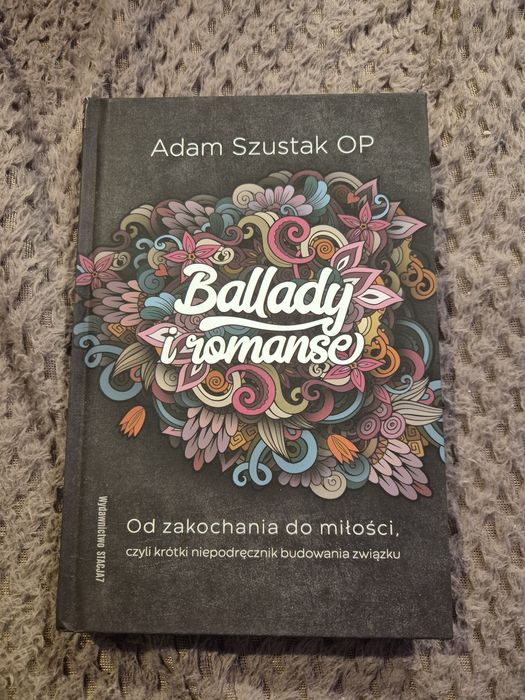 Adam Szustak OP
Ballady
i romanse
Od zakochania do miłości,
czyli krótki niepodręcznik budowania związku
Wydawnictwo STACJA7